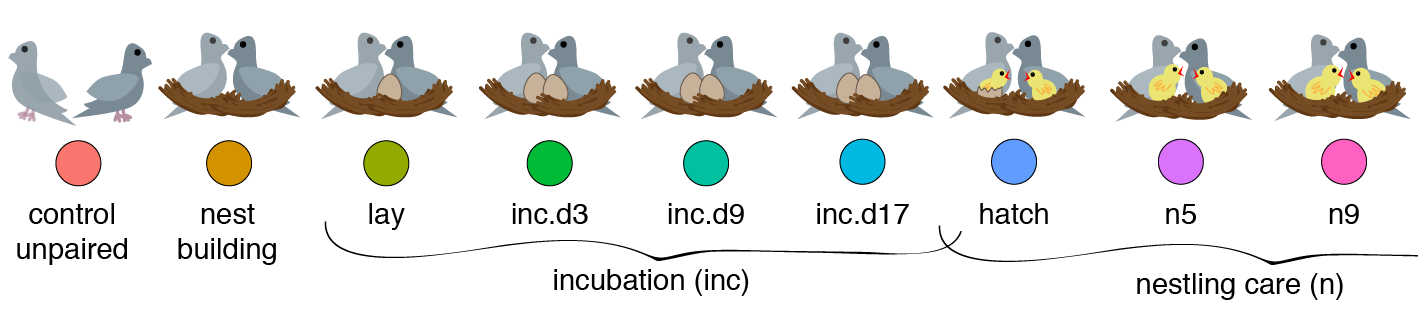 control
unpaired
nest
building
lay
inc.d3
inc.d9
inc.d17
hatch
n5
n9
incubation (inc)
nestling care (n)